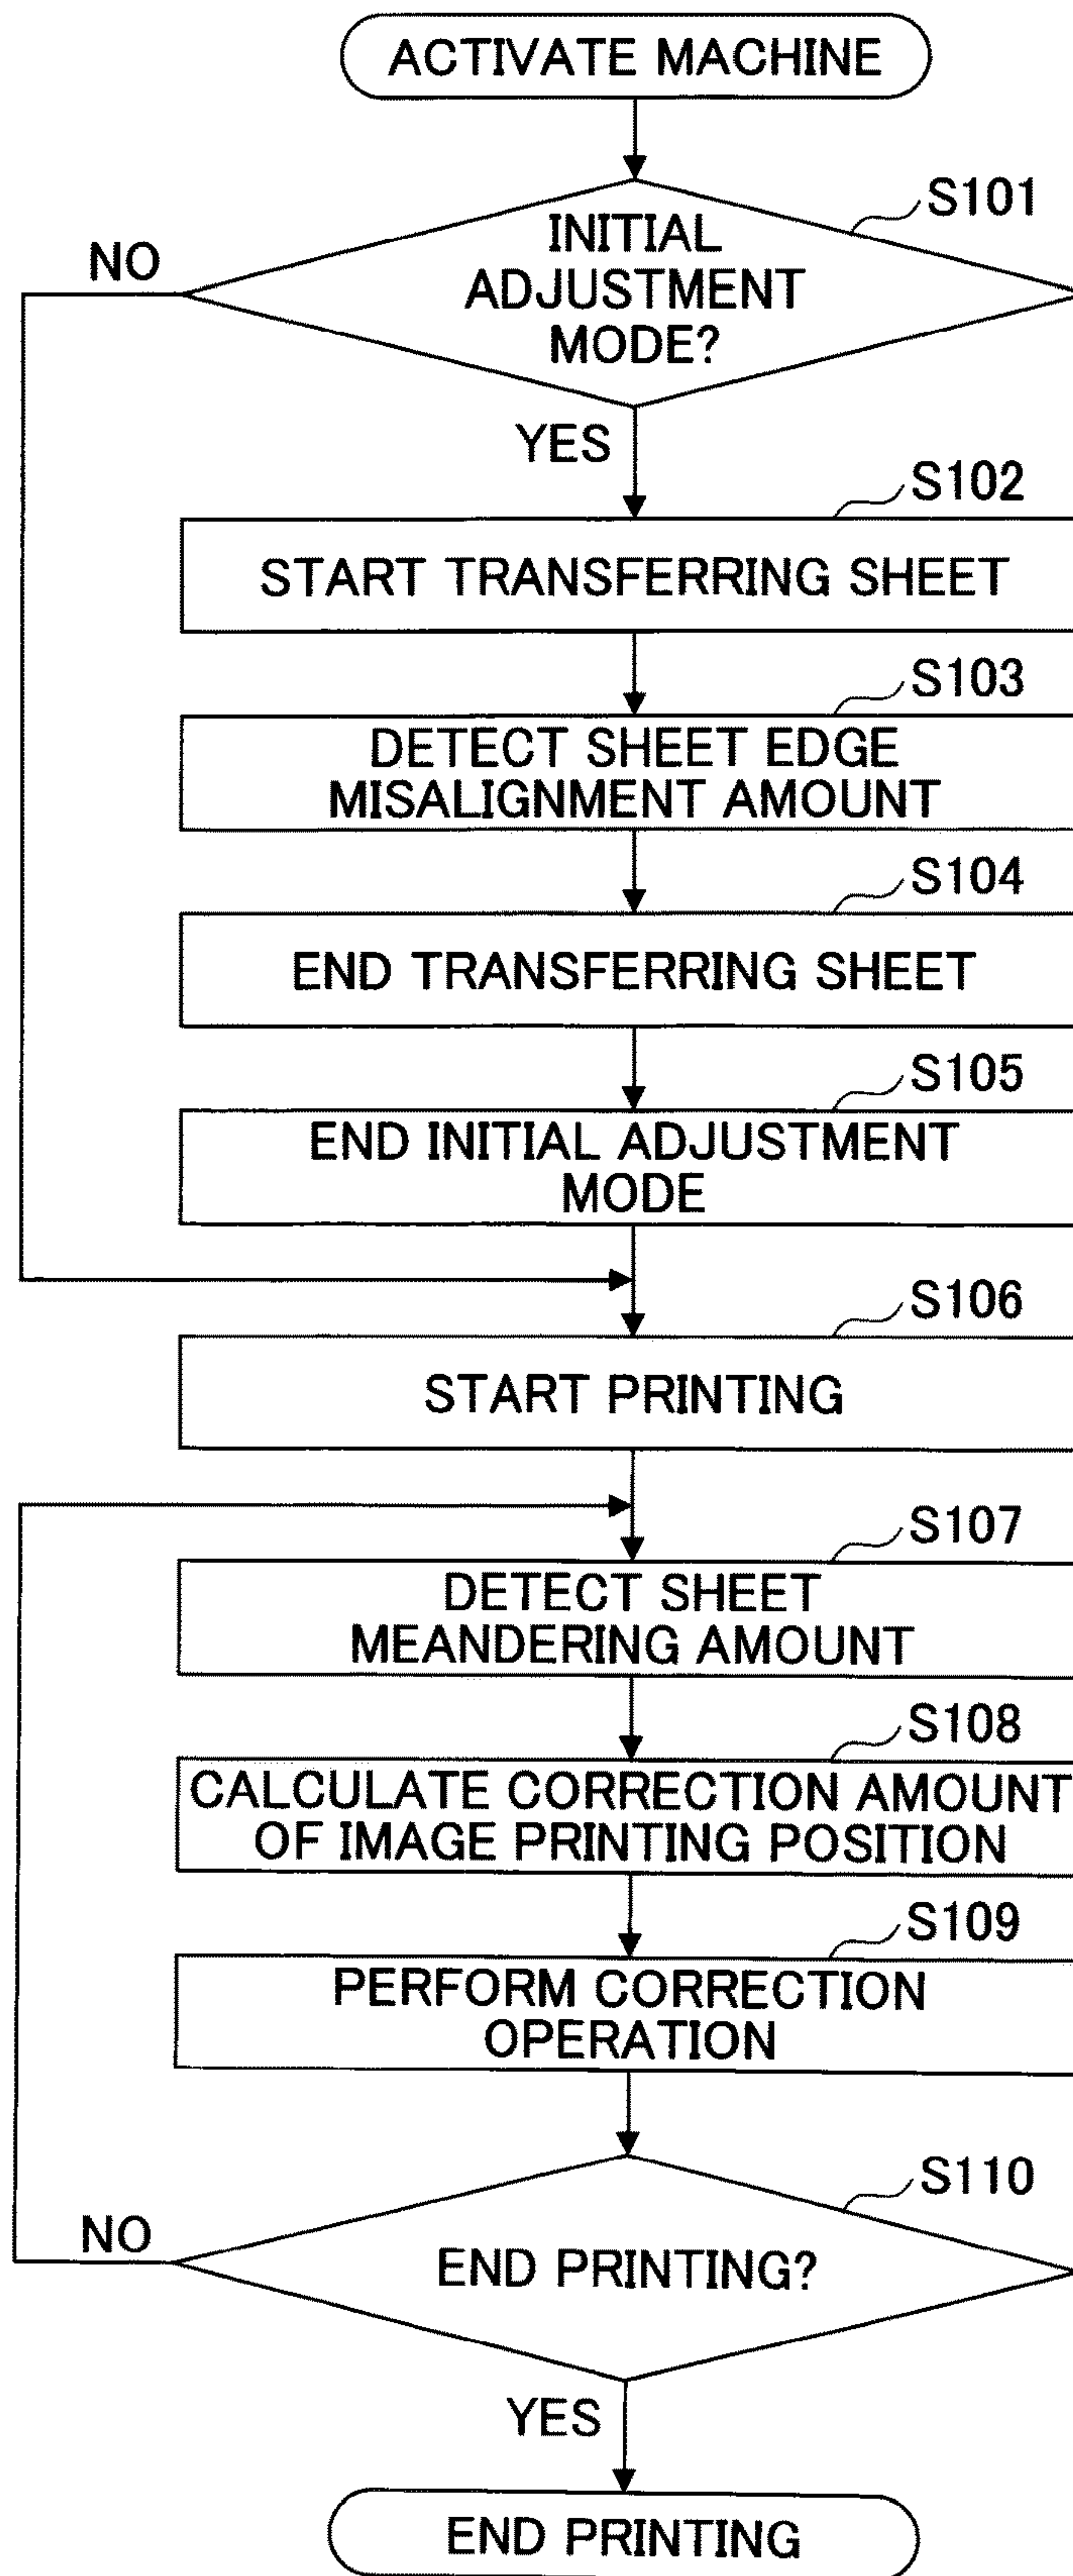 ACTIVATE MACHINE
S101
NO
INITIAL
ADJUSTMENT
MODE?
YES
S102
START TRANSFERRING SHEET
S103
DETECT SHEET EDGE
MISALIGNMENT AMOUNT
S104
END TRANSFERRING SHEET
S105
END INITIAL ADJUSTMENT
MODE
S106
START PRINTING
S107
DETECT SHEET
MEANDERING AMOUNT
S108
CALCULATE CORRECTION AMOUNT
OF IMAGE PRINTING POSITION
S109
PERFORM CORRECTION
OPERATION
S110
NO
END PRINTING?
YES
END PRINTING